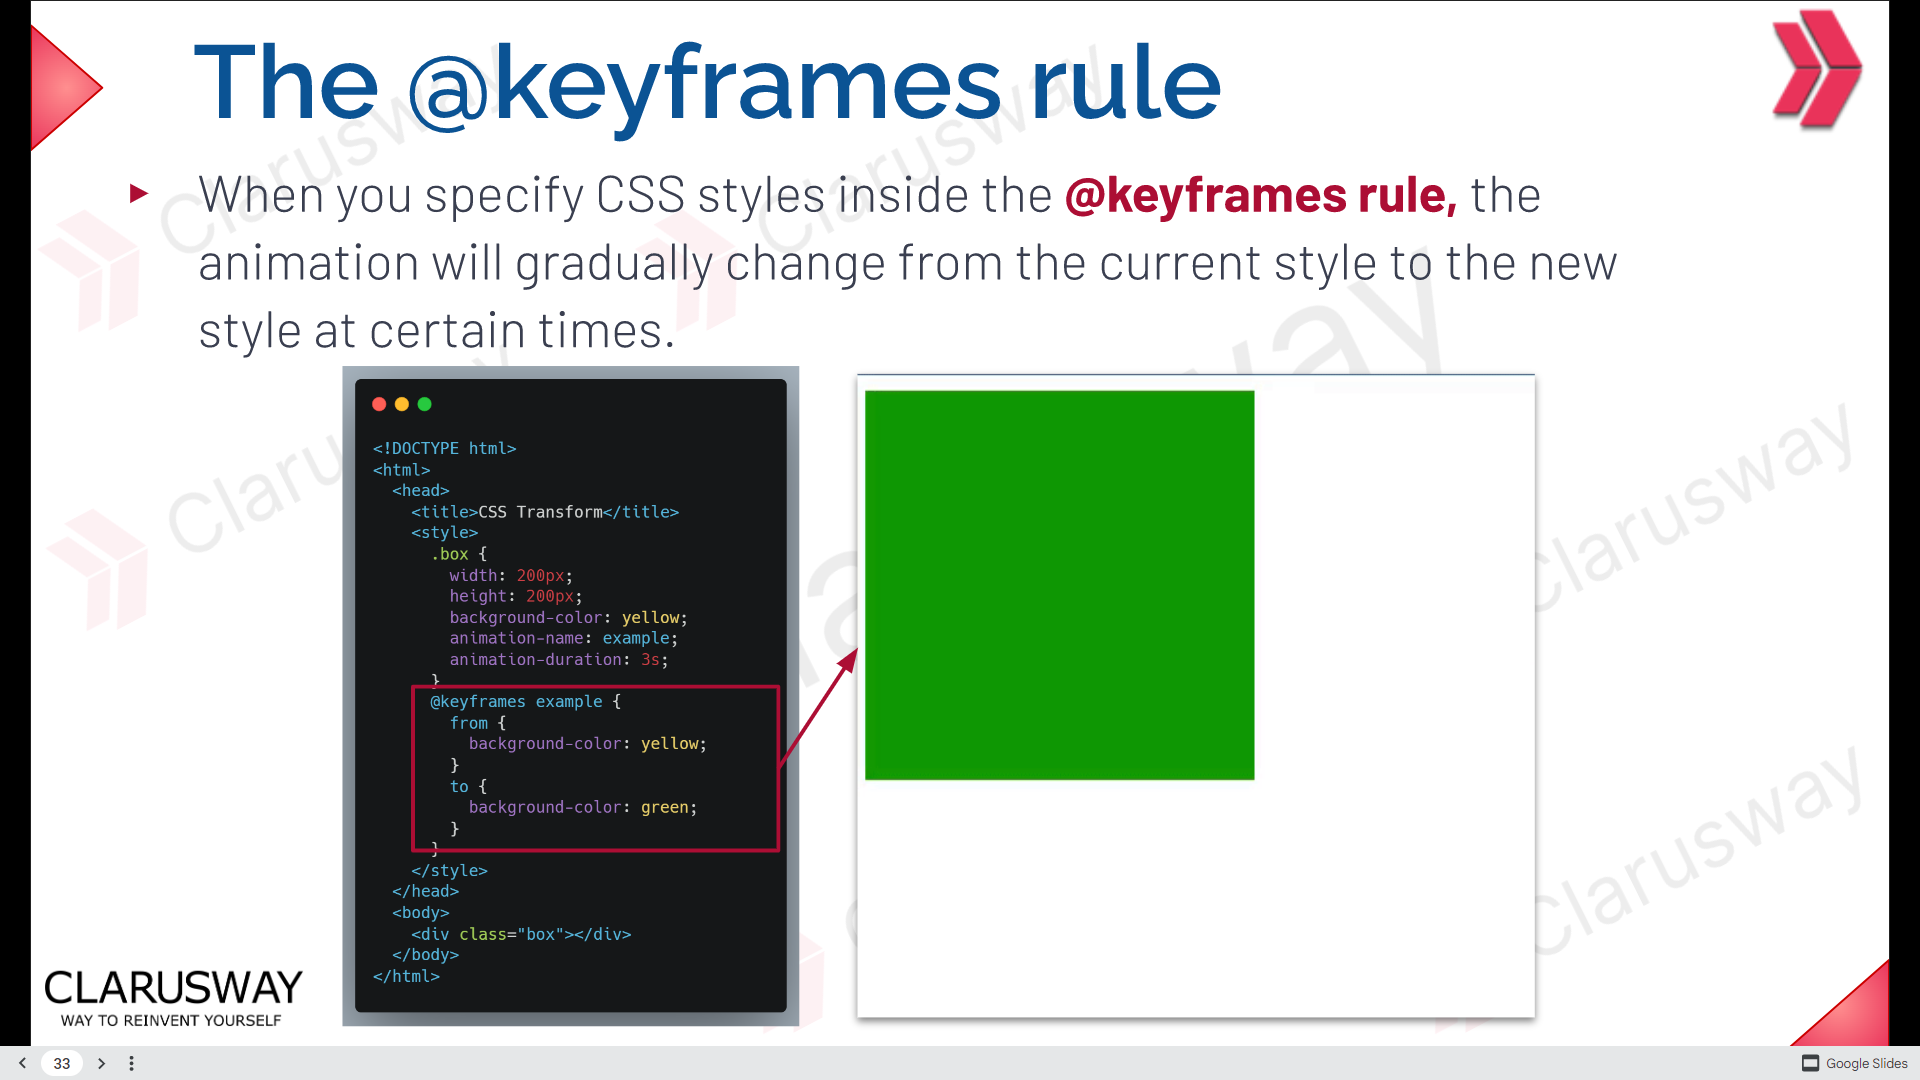 The @keyframes rule
► When you specify CSS styles inside the @keyframes rule, the
animation will gradually change from the current style to the new
style at certain times.
<!DOCTYPE html>
<html>
<head>
<title>CSS Transform</title>
<style>
.box {
width: 200px;
height: 200px;
background-color: yellow;
animation-name: example;
animation-duration: 3s;
}
@keyframes example {
from {
background-color: yellow;
}
to {
background-color: green;
}
}
</style>
</head>
<body>
<div class="box"></div>
</body>
</html>
CLARUSWAY
WAY TO REINVENT YOURSELF
Clarusway
Clarusway
Clarusway
Clarusway
33
Google Slides